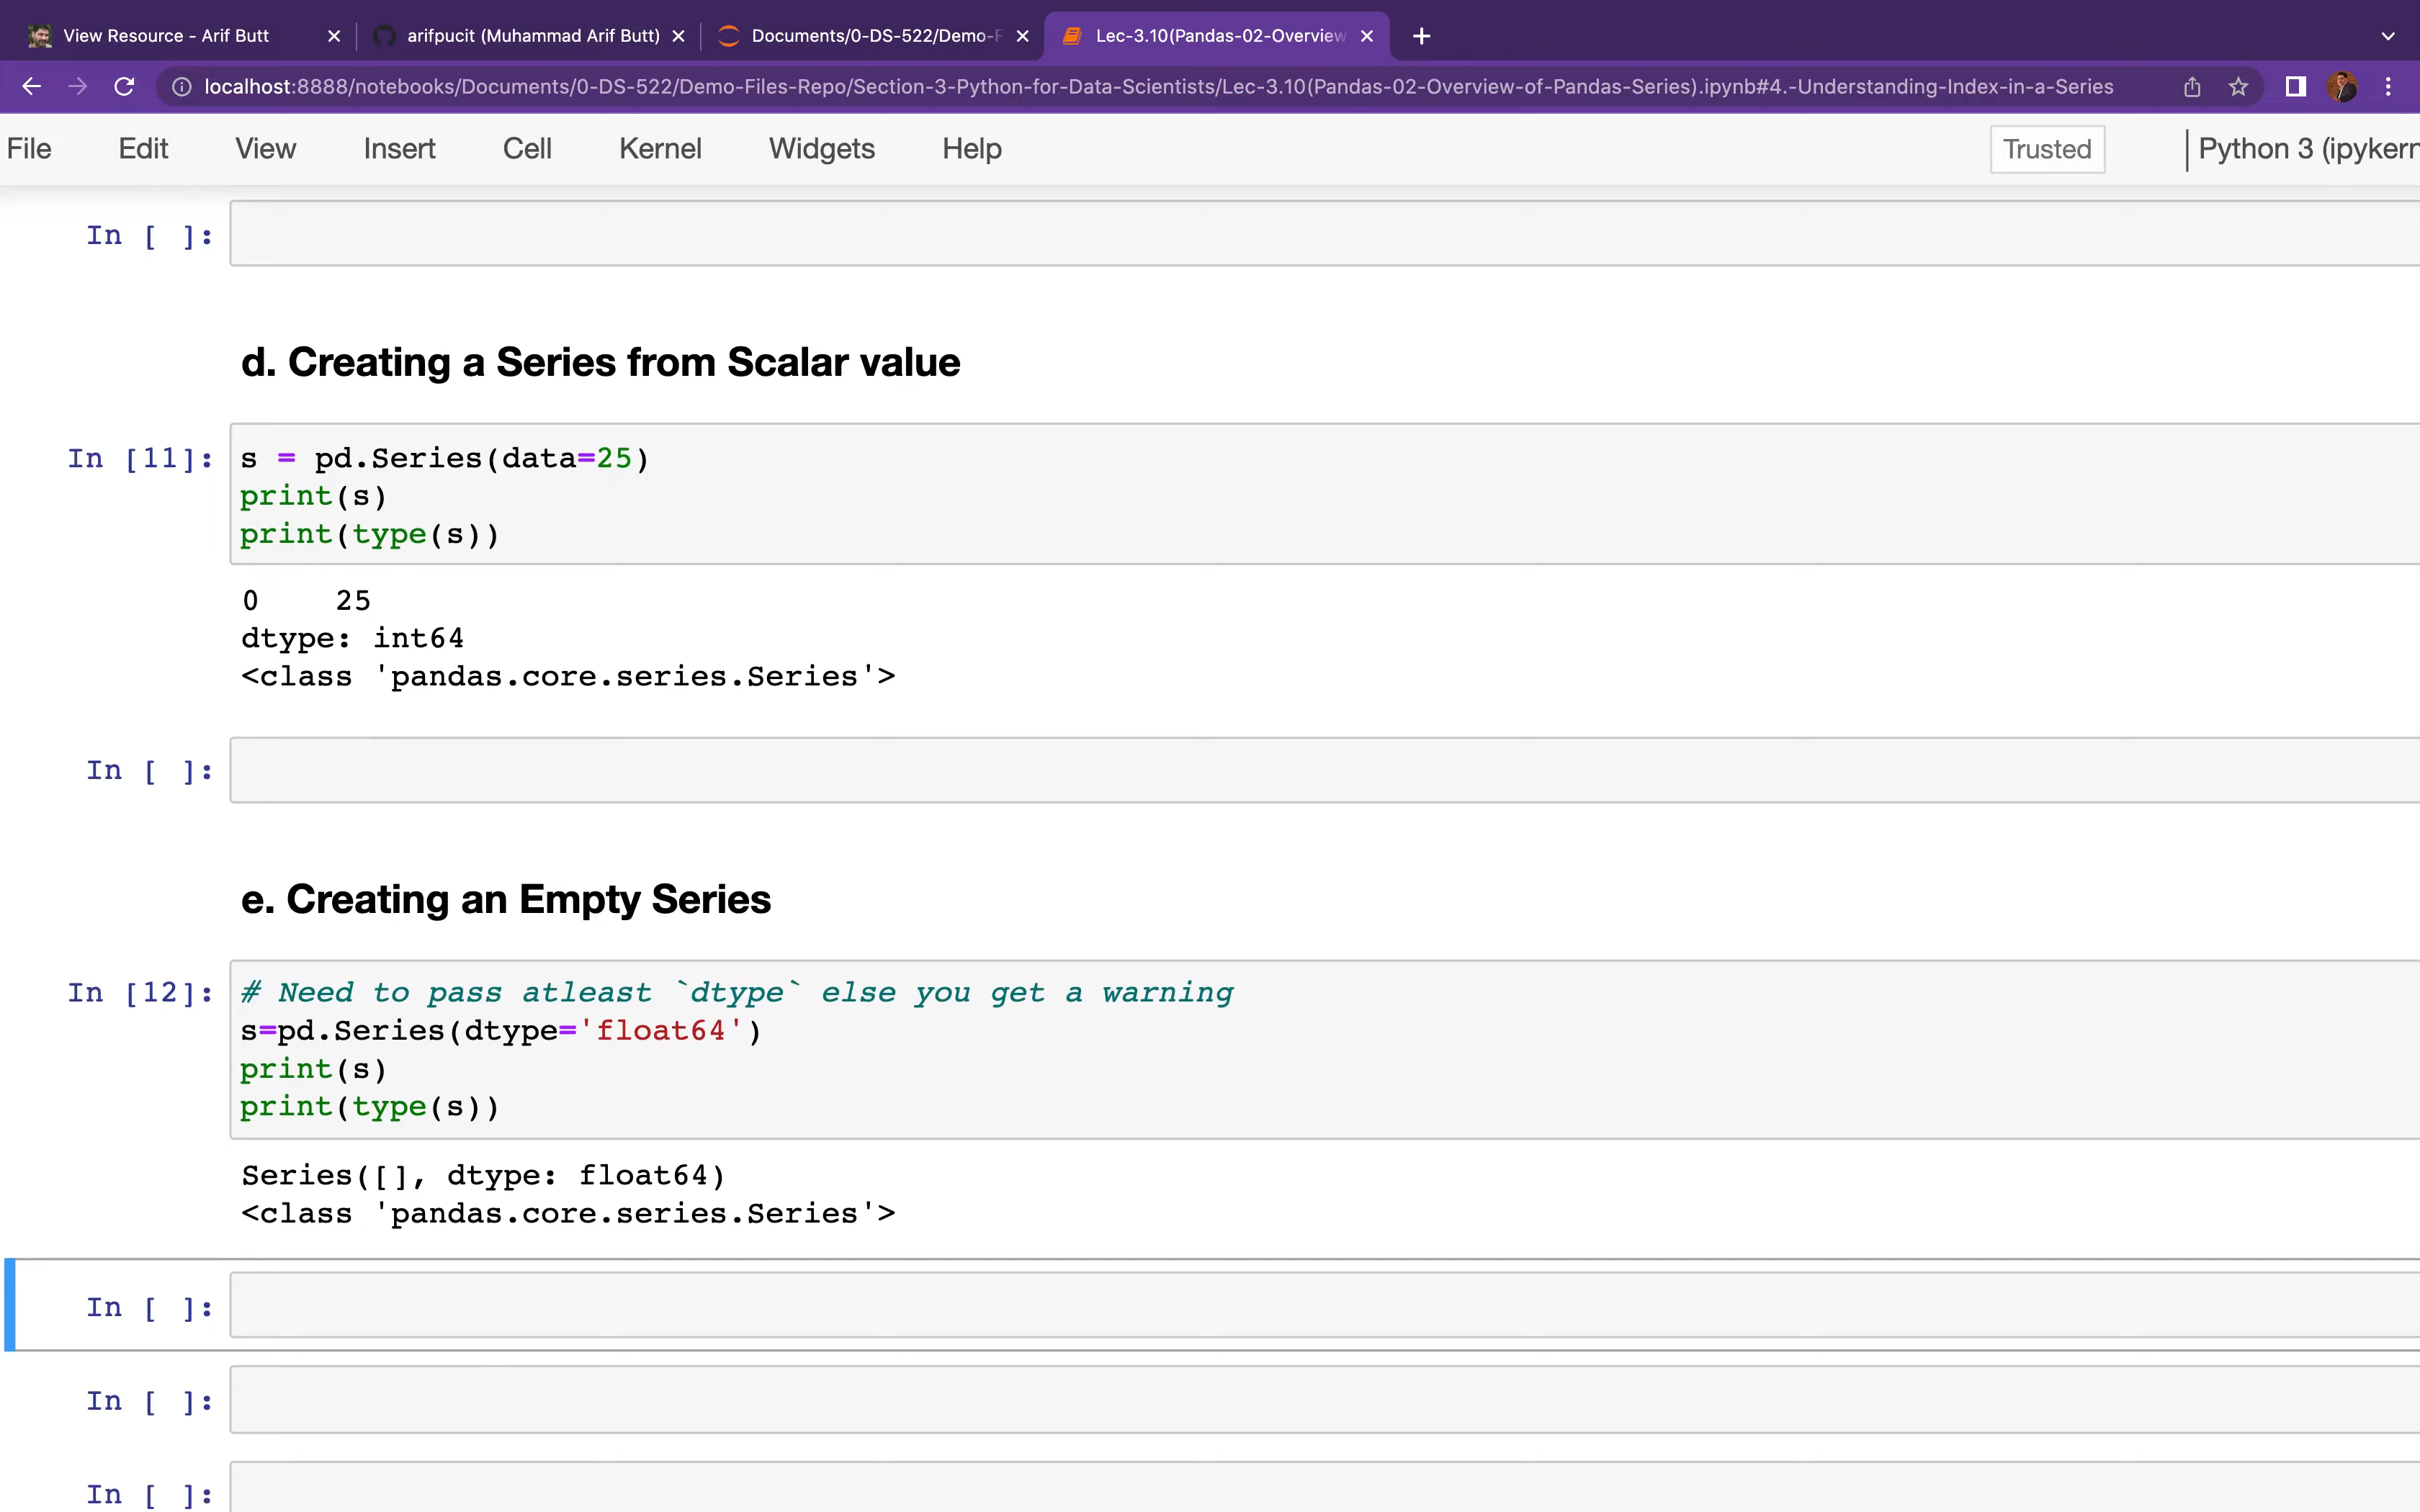 View Resource - Arif Butt
arifpucit (Muhammad Arif Butt)
Documents/0-DS-522/Demo-F
Lec-3.10(Pandas-02-Overview
localhost:8888/notebooks/Documents/0-DS-522/Demo-Files-Repo/Section-3-Python-for-Data-Scientists/Lec-3.10(Pandas-02-Overview-of-Pandas-Series).ipynb#4.-Understanding-Index-in-a-Series
File Edit View Insert Cell Kernel Widgets Help Trusted Python 3 (ipykern
In [ ]:
d. Creating a Series from Scalar value
In [11]: s = pd.Series(data=25)
print(s)
print(type(s))
0    25
dtype: int64
<class 'pandas.core.series.Series'>
In [ ]:
e. Creating an Empty Series
In [12]: # Need to pass atleast `dtype` else you get a warning
s=pd.Series(dtype='float64')
print(s)
print(type(s))
Series([], dtype: float64)
<class 'pandas.core.series.Series'>
In [ ]:
In [ ]:
In [ ]: